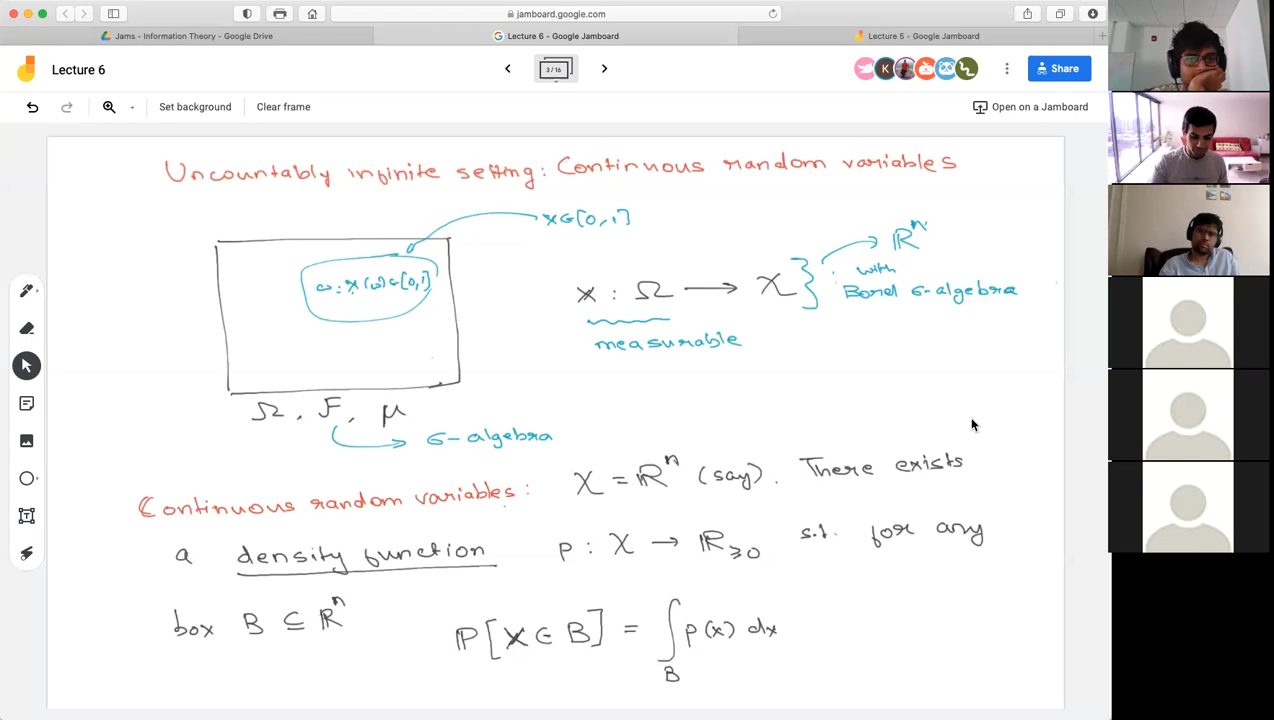 jamboard.google.com
Jams - Information Theory - Google Drive
Lecture 6 - Google Jamboard
Lecture 5 - Google Jamboard
Lecture 6
3/16
K
Share
Set background
Clear frame
Open on a Jamboard
Uncountably infinite setting: Continuous random variables
X∈[0,1]
ω: X(ω)∈[0,1]
X : Ω → 𝒳 }
ℝⁿ
with
Borel σ-algebra
measurable
Ω, F, μ
σ-algebra
Continuous random variables: 𝒳 = ℝⁿ (say). There exists
a density function p : 𝒳 → ℝ≥0 s.t. for any
box B ⊆ ℝⁿ ℙ[X ∈ B] = ∫_B p(x) dx